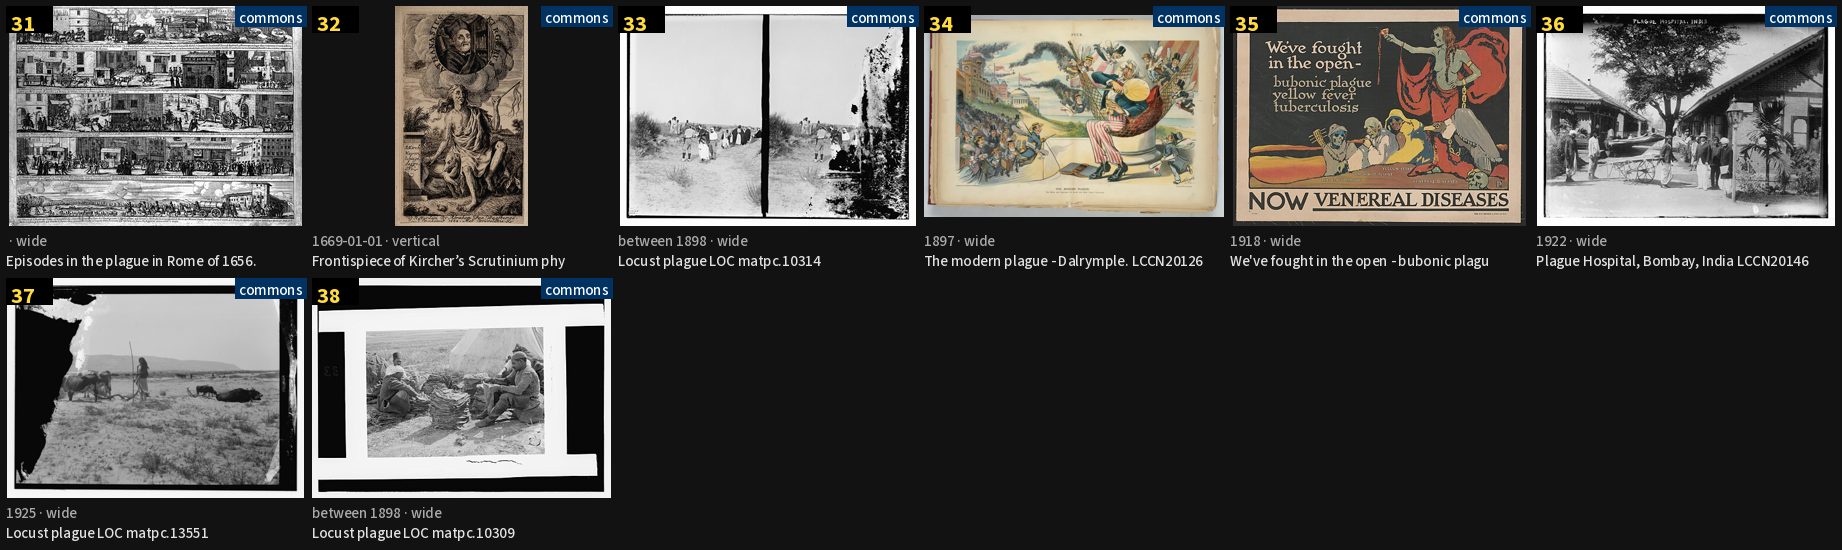 31
commons
· wide
Episodes in the plague in Rome of 1656.
32
commons
1669-01-01 · vertical
Frontispiece of Kircher’s Scrutinium phy
33
commons
between 1898 · wide
Locust plague LOC matpc.10314
34
commons
PUCK
1897 · wide
The modern plague - Dalrymple. LCCN20126
35
commons
We've fought
in the open-
bubonic plague
yellow fever
tuberculosis
NOW VENEREAL DISEASES
1918 · wide
We've fought in the open - bubonic plagu
36
commons
PLAGUE HOSPITAL, INDIA
1922 · wide
Plague Hospital, Bombay, India LCCN20146
37
commons
1925 · wide
Locust plague LOC matpc.13551
38
commons
between 1898 · wide
Locust plague LOC matpc.10309